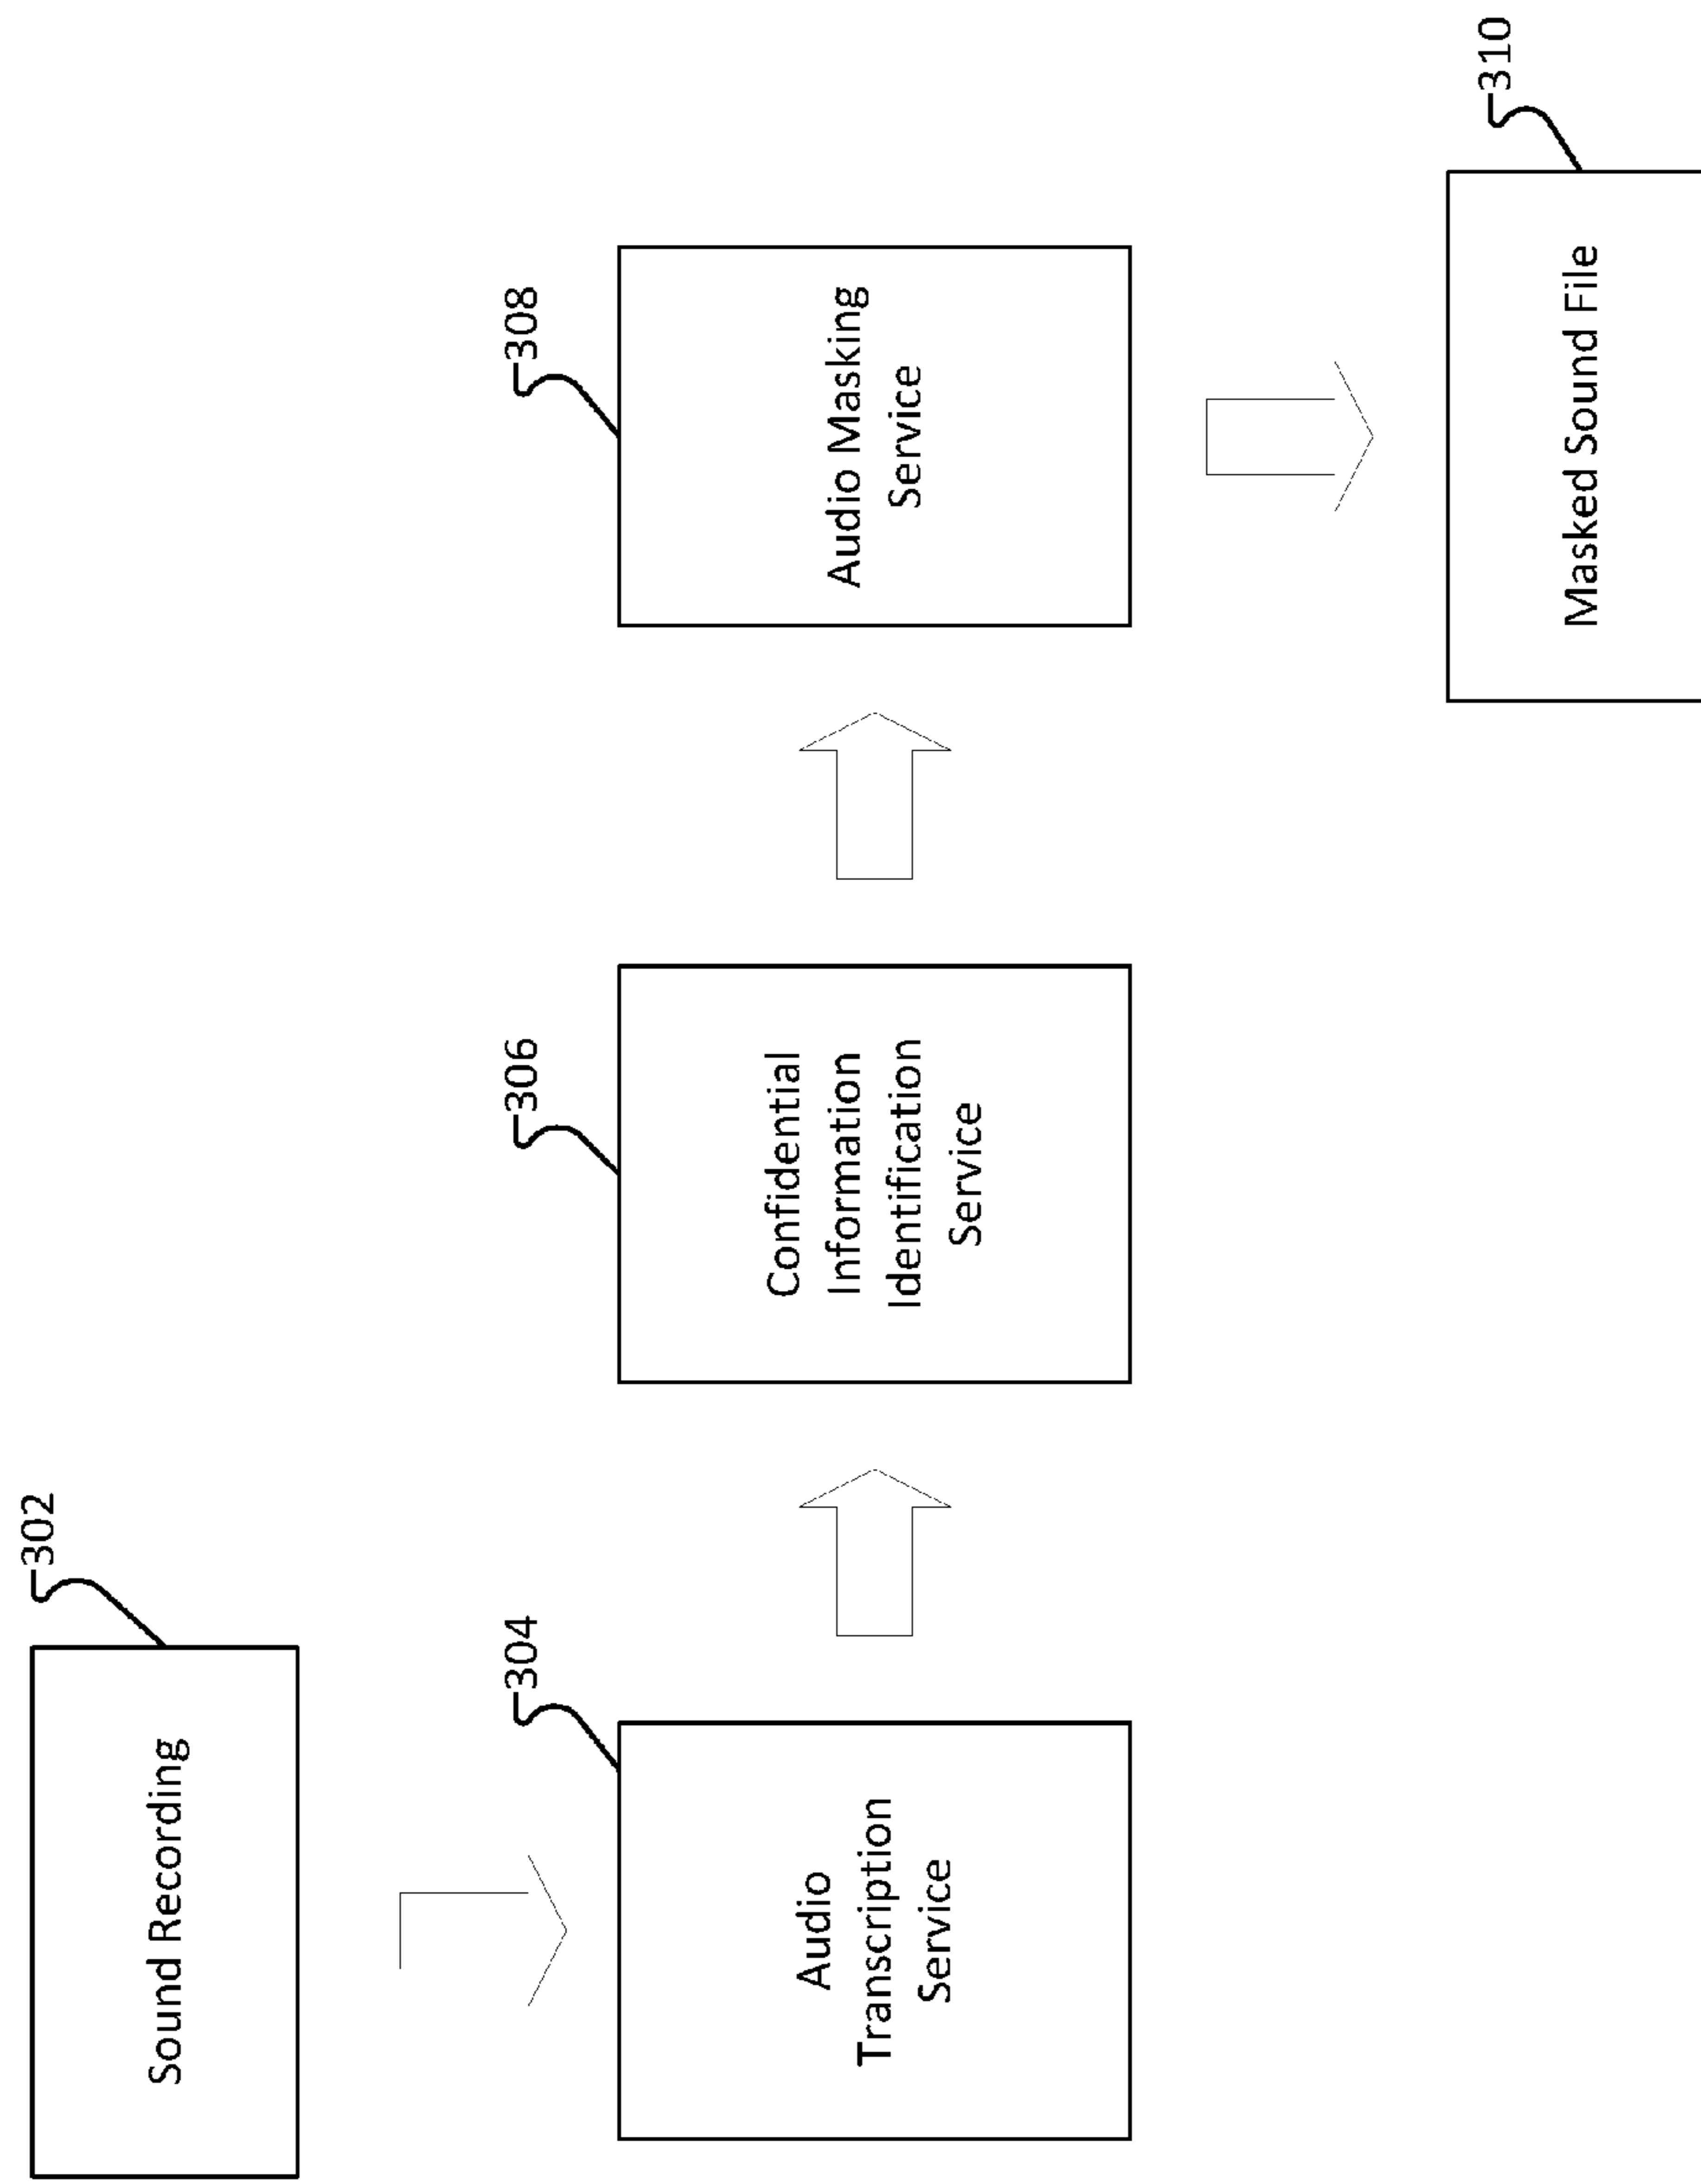 302
Sound Recording
304
Audio
Transcription
Service
306
Confidential
Information
Identification
Service
308
Audio Masking
Service
310
Masked Sound File